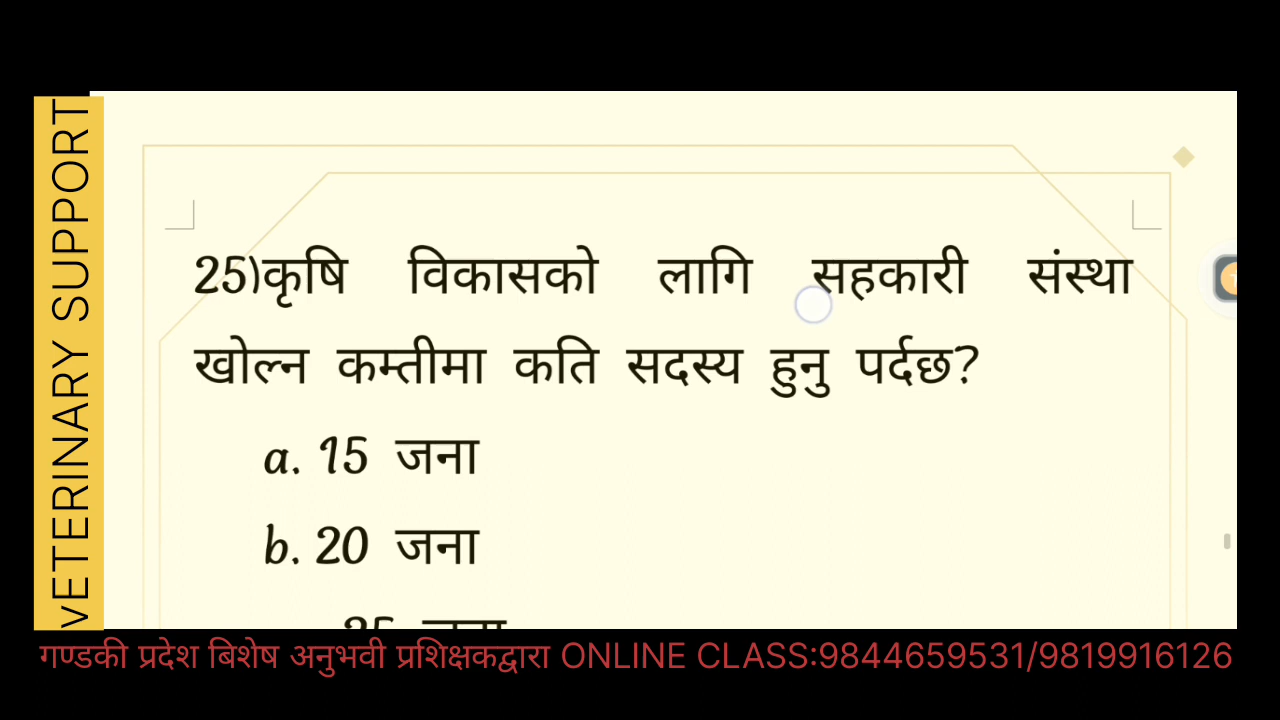 vETERINARY SUPPORT
25)कृषि विकासको लागि सहकारी संस्था
खोल्न कम्तीमा कति सदस्य हुनु पर्दछ?
a. 15 जना
b. 20 जना
गण्डकी प्रदेश बिशेष अनुभवी प्रशिक्षकद्वारा ONLINE CLASS:9844659531/9819916126